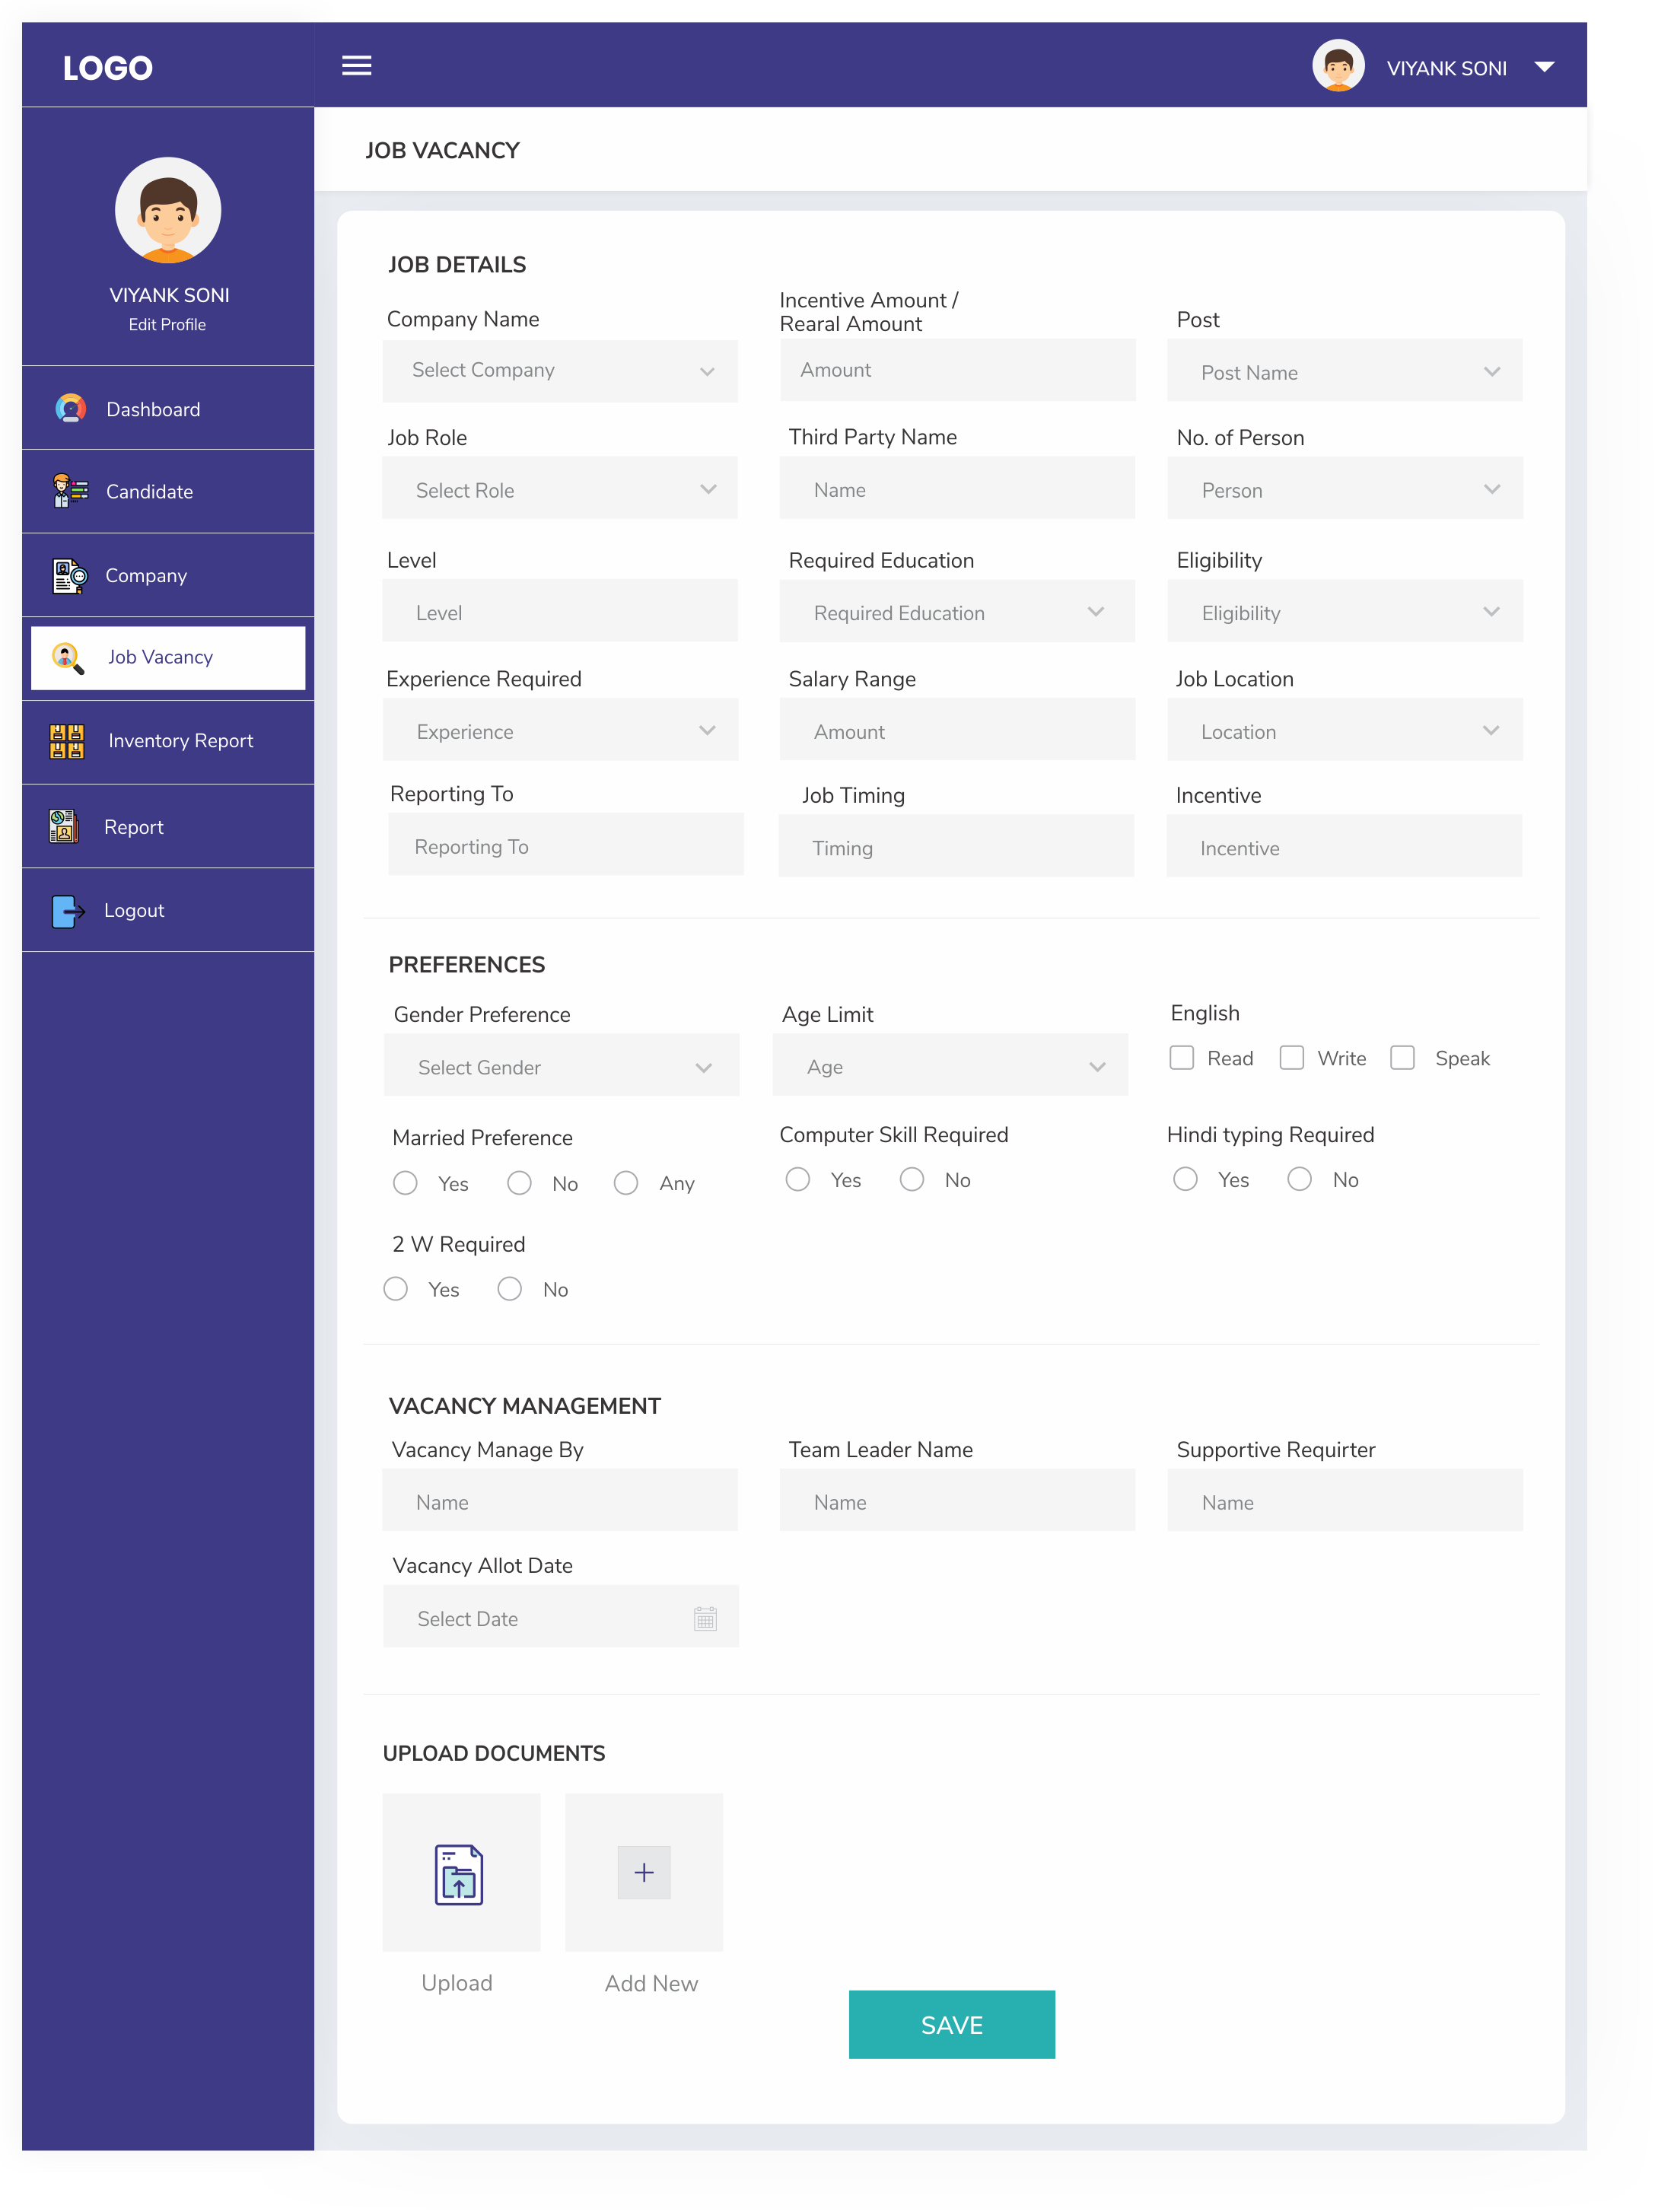 LOGO
VIYANK SONI
JOB VACANCY
VIYANK SONI
Edit Profile
Dashboard
Candidate
Company
Job Vacancy
Inventory Report
Report
Logout
JOB DETAILS
Company Name
Incentive Amount /
Rearal Amount
Post
Select Company
Amount
Post Name
Job Role
Third Party Name
No. of Person
Select Role
Name
Person
Level
Required Education
Eligibility
Level
Required Education
Eligibility
Experience Required
Salary Range
Job Location
Experience
Amount
Location
Reporting To
Job Timing
Incentive
Reporting To
Timing
Incentive
PREFERENCES
Gender Preference
Age Limit
English
Select Gender
Age
Read Write Speak
Married Preference
Computer Skill Required
Hindi typing Required
Yes No Any
Yes No
Yes No
2 W Required
Yes No
VACANCY MANAGEMENT
Vacancy Manage By
Team Leader Name
Supportive Requirter
Name
Name
Name
Vacancy Allot Date
Select Date
UPLOAD DOCUMENTS
Upload
Add New
SAVE